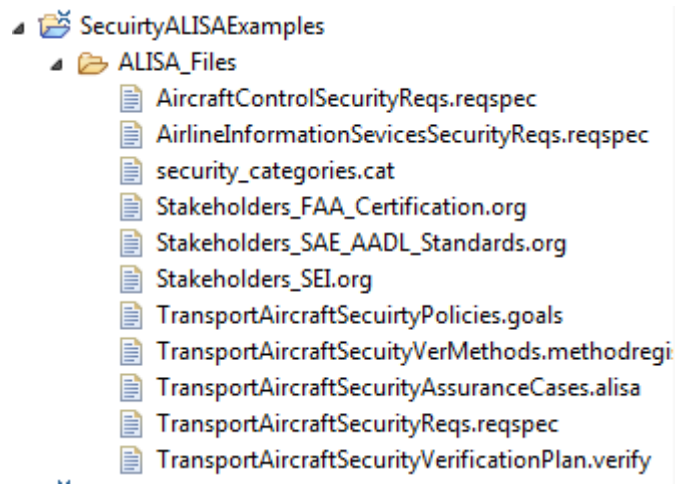 SecuirtyALISAExamples
ALISA_Files
AircraftControlSecurityReqs.reqspec
AirlineInformationSevicesSecurityReqs.reqspec
security_categories.cat
Stakeholders_FAA_Certification.org
Stakeholders_SAE_AADL_Standards.org
Stakeholders_SEI.org
TransportAircraftSecuirtyPolicies.goals
TransportAircraftSecuityVerMethods.methodregi
TransportAircraftSecurityAssuranceCases.alisa
TransportAircraftSecurityReqs.reqspec
TransportAircraftSecurityVerificationPlan.verify